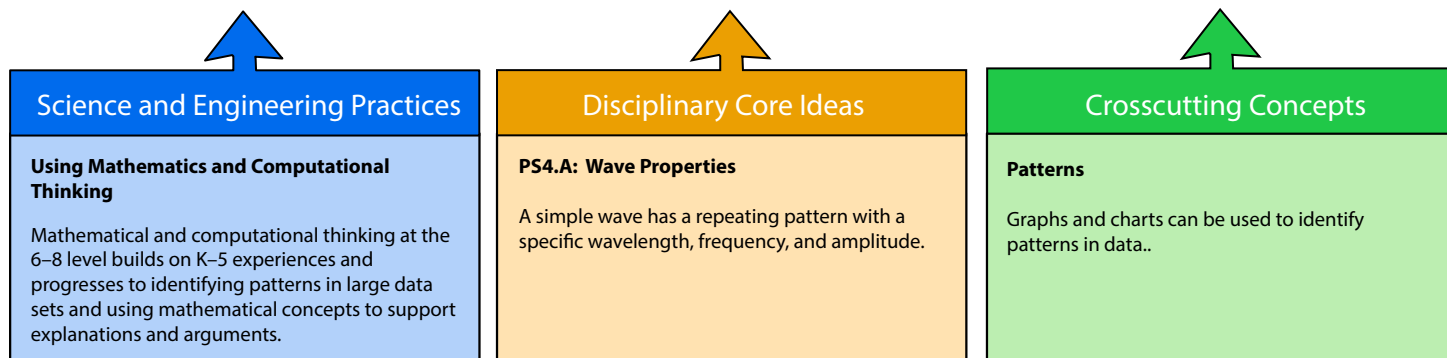 Science and Engineering Practices
Using Mathematics and Computational
Thinking
Mathematical and computational thinking at the
6–8 level builds on K–5 experiences and
progresses to identifying patterns in large data
sets and using mathematical concepts to support
explanations and arguments.
Disciplinary Core Ideas
PS4.A:  Wave Properties
A simple wave has a repeating pattern with a
specific wavelength, frequency, and amplitude.
Crosscutting Concepts
Patterns
Graphs and charts can be used to identify
patterns in data..